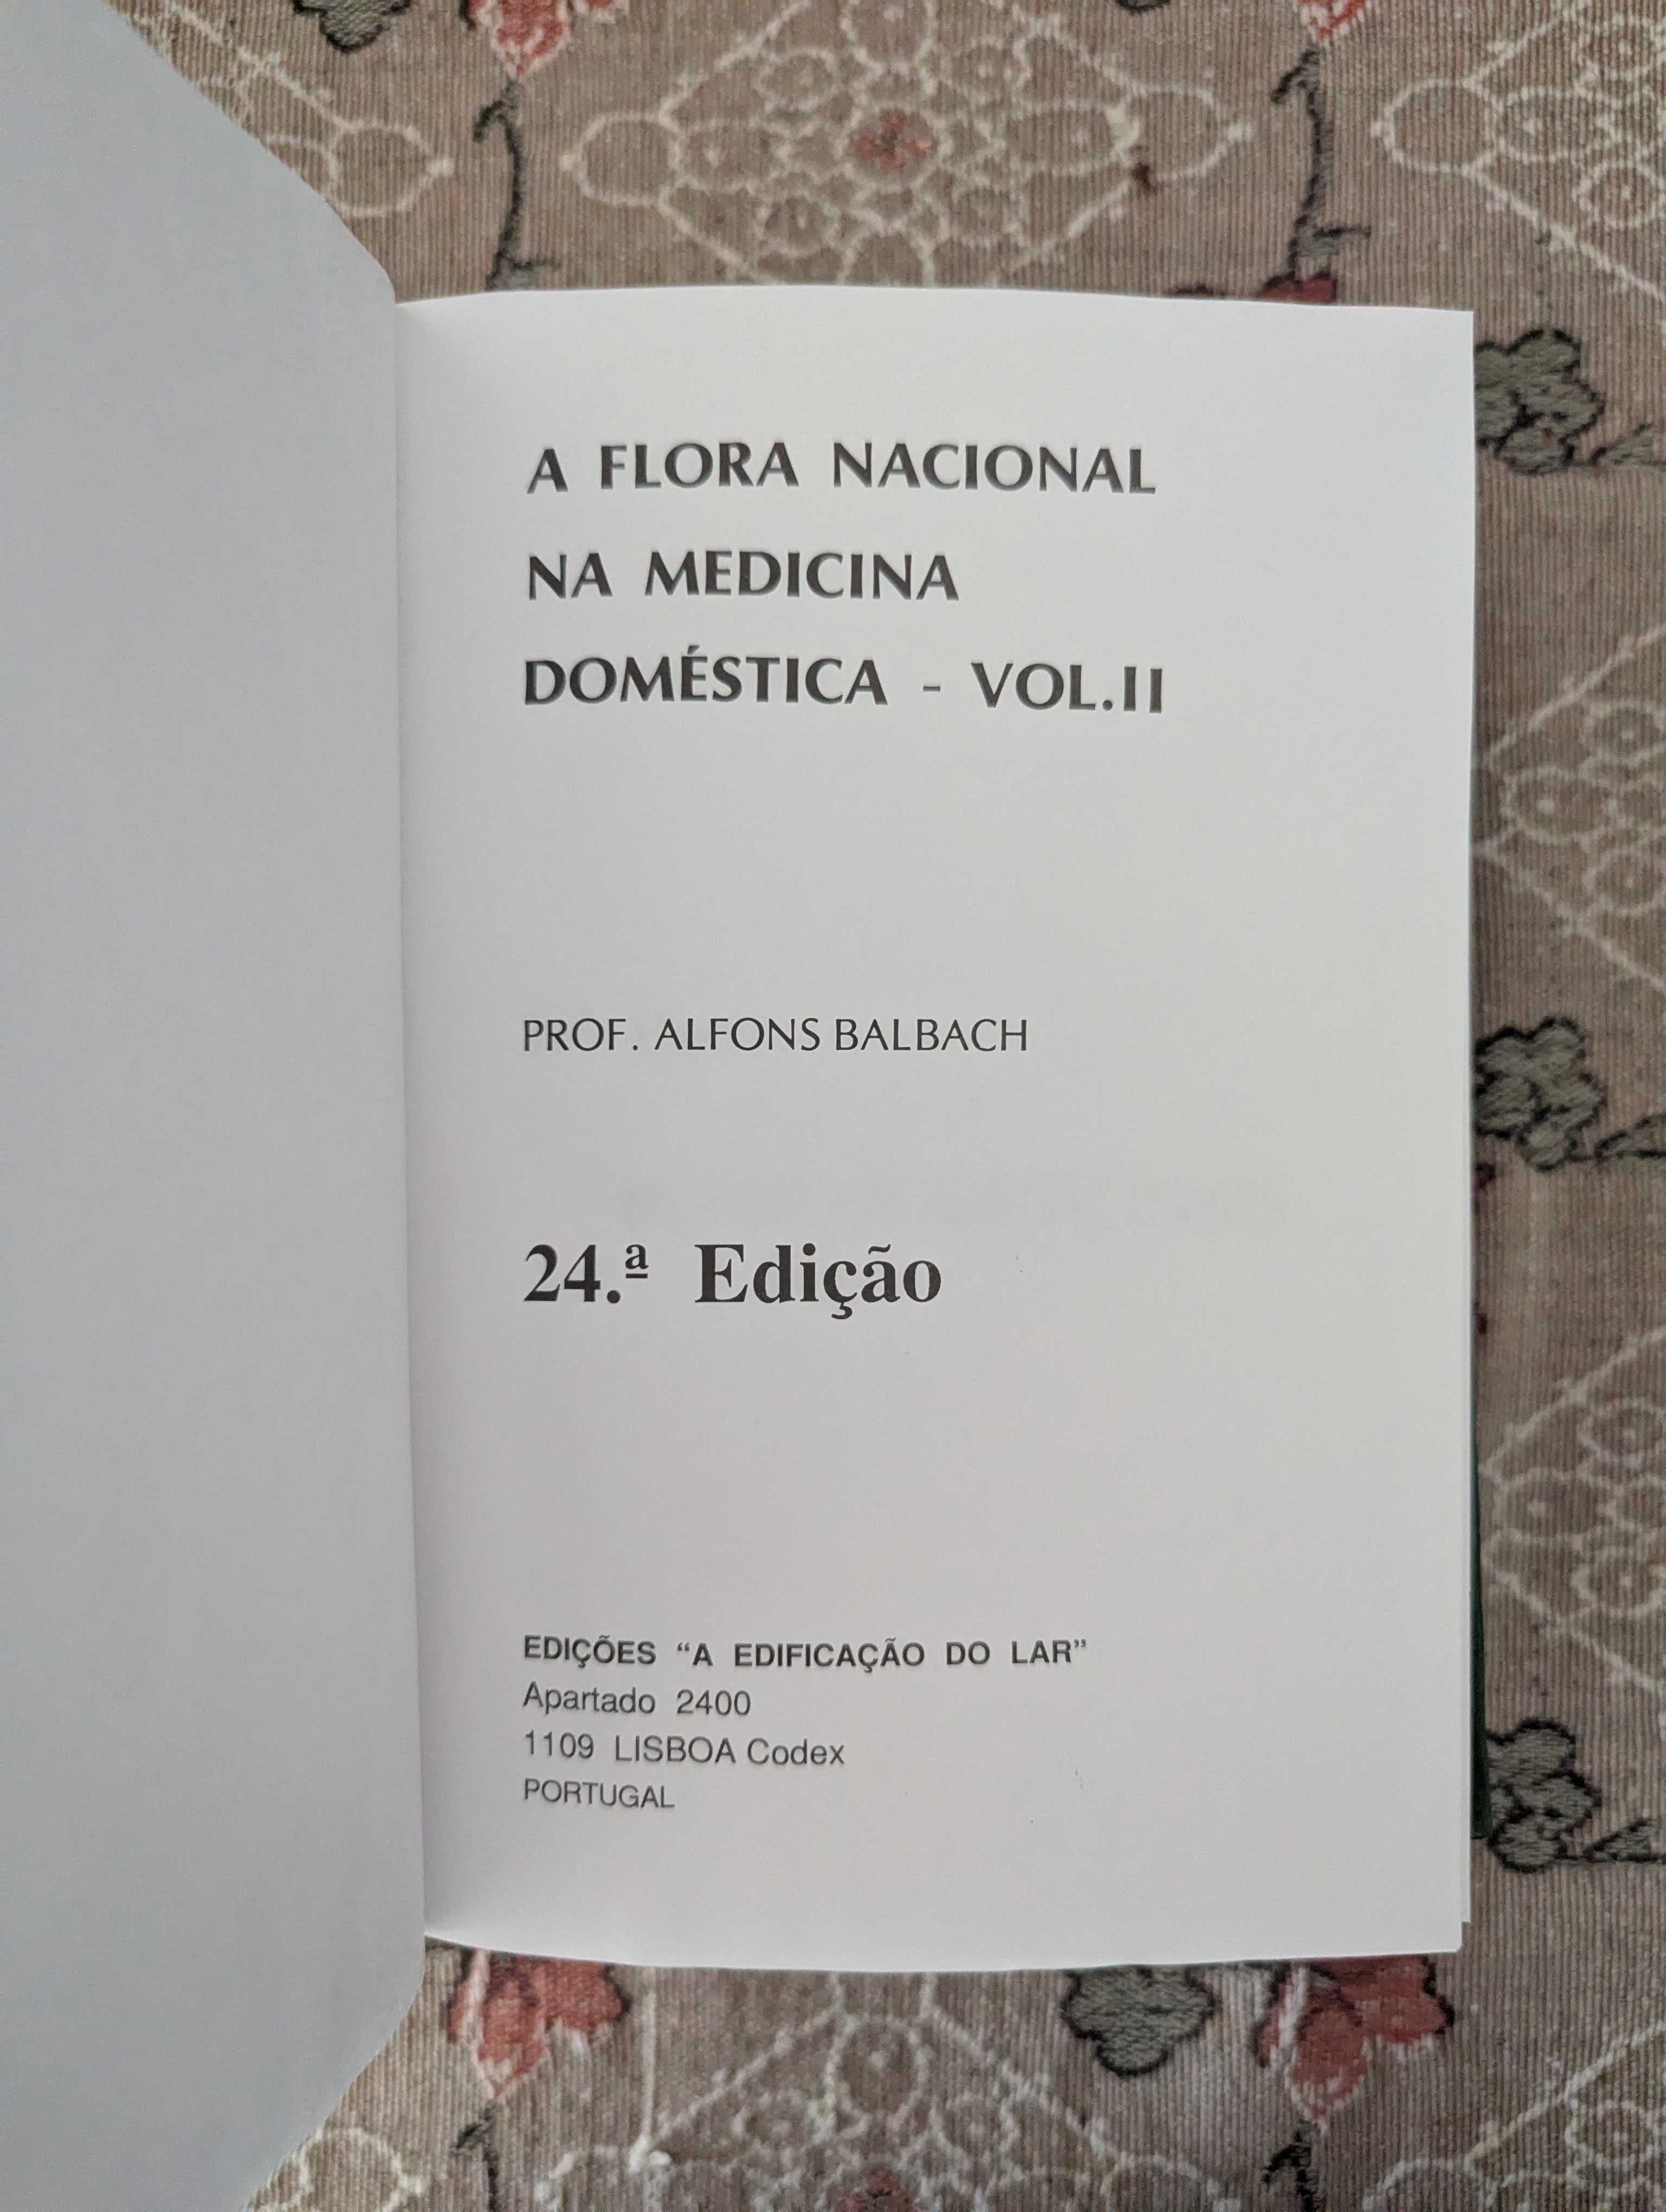 A FLORA NACIONAL
NA MEDICINA
DOMÉSTICA - VOL.II
PROF. ALFONS BALBACH
24.ª Edição
EDIÇÕES “A EDIFICAÇÃO DO LAR”
Apartado 2400
1109 LISBOA Codex
PORTUGAL